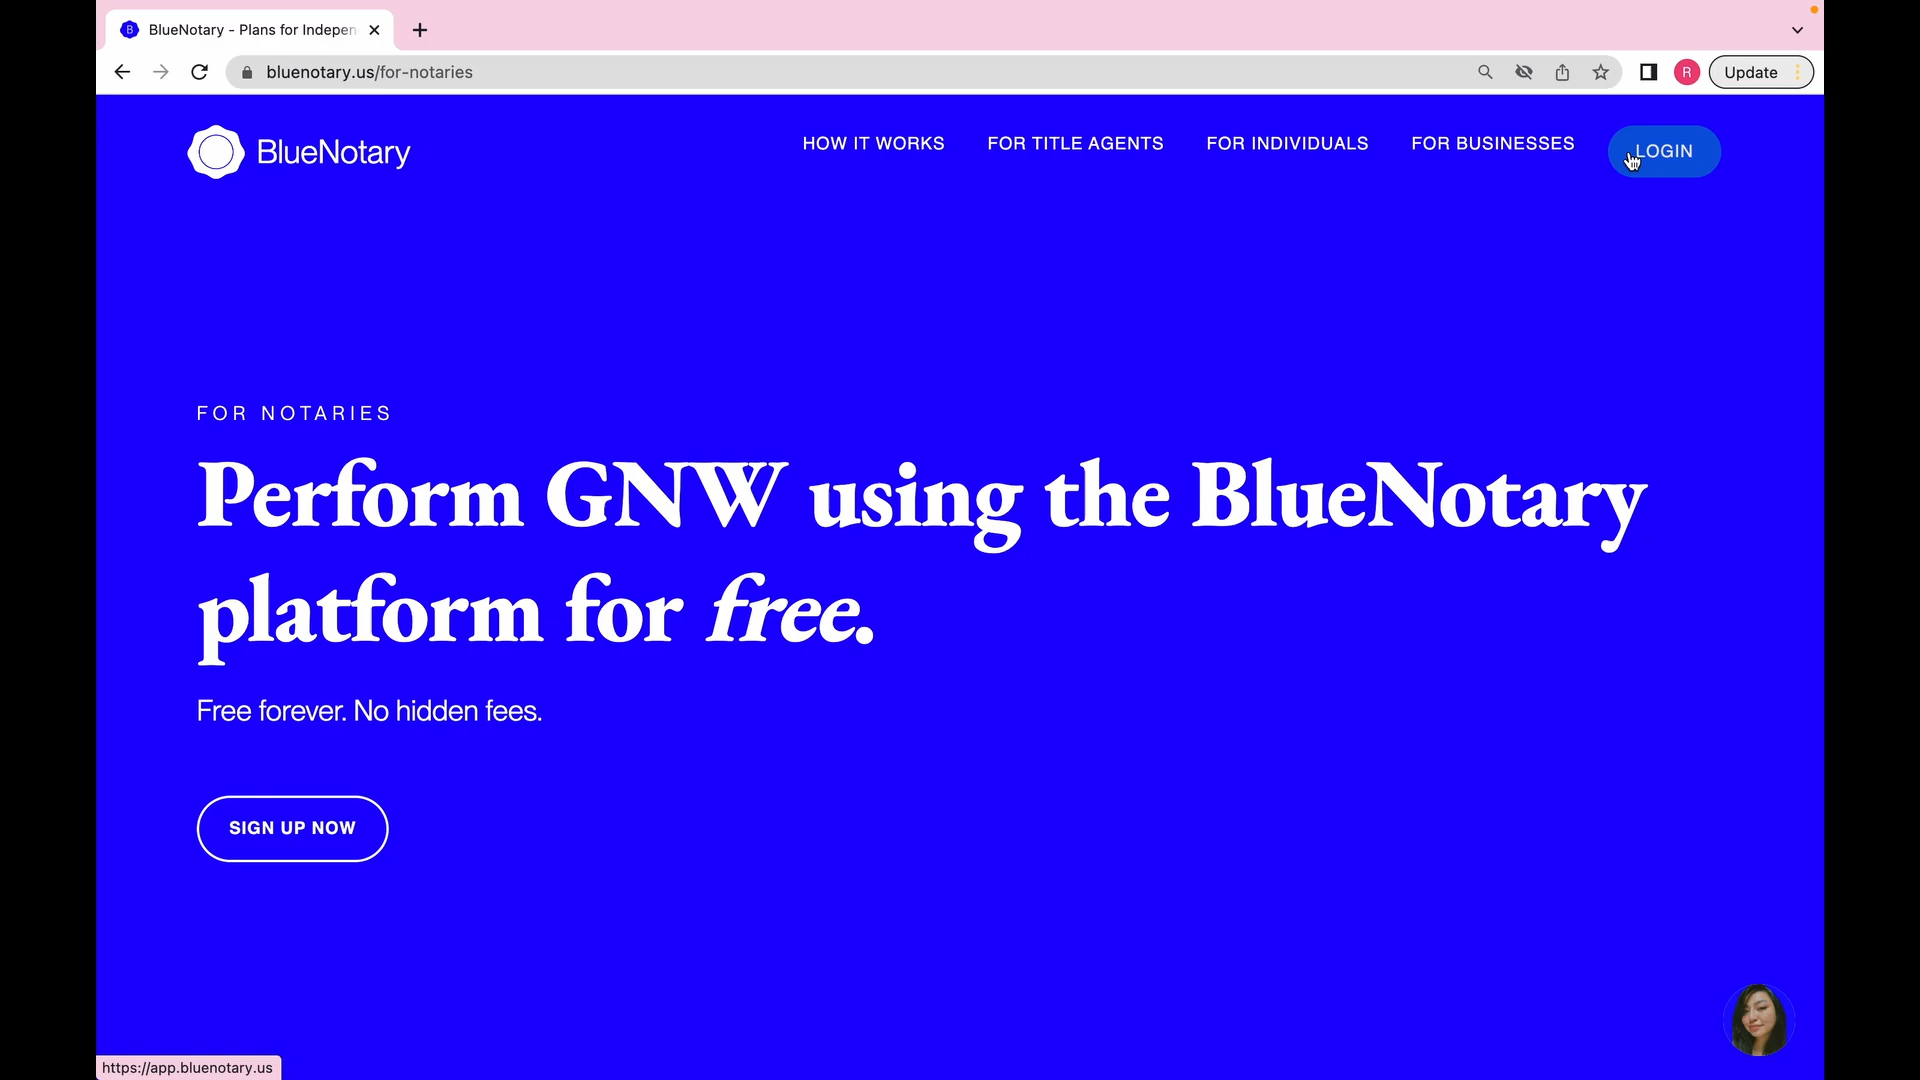 BlueNotary - Plans for Indepen
bluenotary.us/for-notaries
R
Update
BlueNotary
HOW IT WORKS
FOR TITLE AGENTS
FOR INDIVIDUALS
FOR BUSINESSES
LOGIN
FOR NOTARIES
Perform GNW using the BlueNotary
platform for free.
Free forever. No hidden fees.
SIGN UP NOW
https://app.bluenotary.us